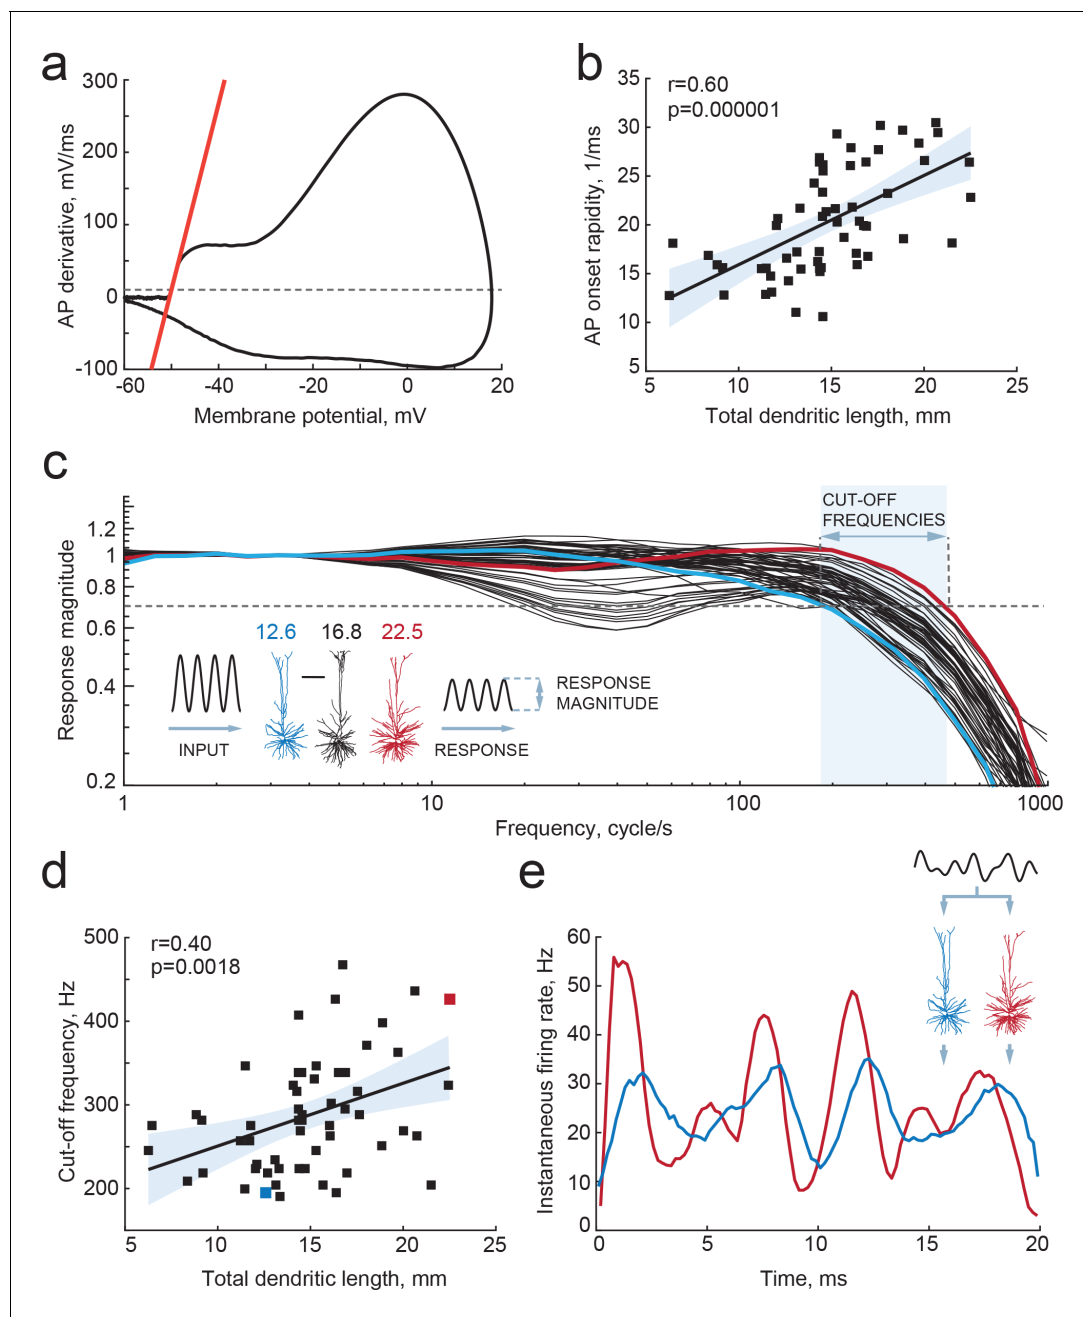 a
300
200
100
0
-100
-60
-40
-20
0
20
AP derivative, mV/ms
Membrane potential, mV
b
35
30
25
20
15
10
5
5
10
15
20
25
r=0.60
p=0.000001
AP onset rapidity, 1/ms
Total dendritic length, mm
c
1.2
1
0.8
0.6
0.4
0.2
1
10
100
1000
Response magnitude
Frequency, cycle/s
CUT-OFF
FREQUENCIES
12.6
16.8
22.5
INPUT
RESPONSE
RESPONSE
MAGNITUDE
d
500
400
300
200
5
10
15
20
25
r=0.40
p=0.0018
Cut-off frequency, Hz
Total dendritic length, mm
e
60
50
40
30
20
10
0
0
5
10
15
20
Instantaneous firing rate, Hz
Time, ms